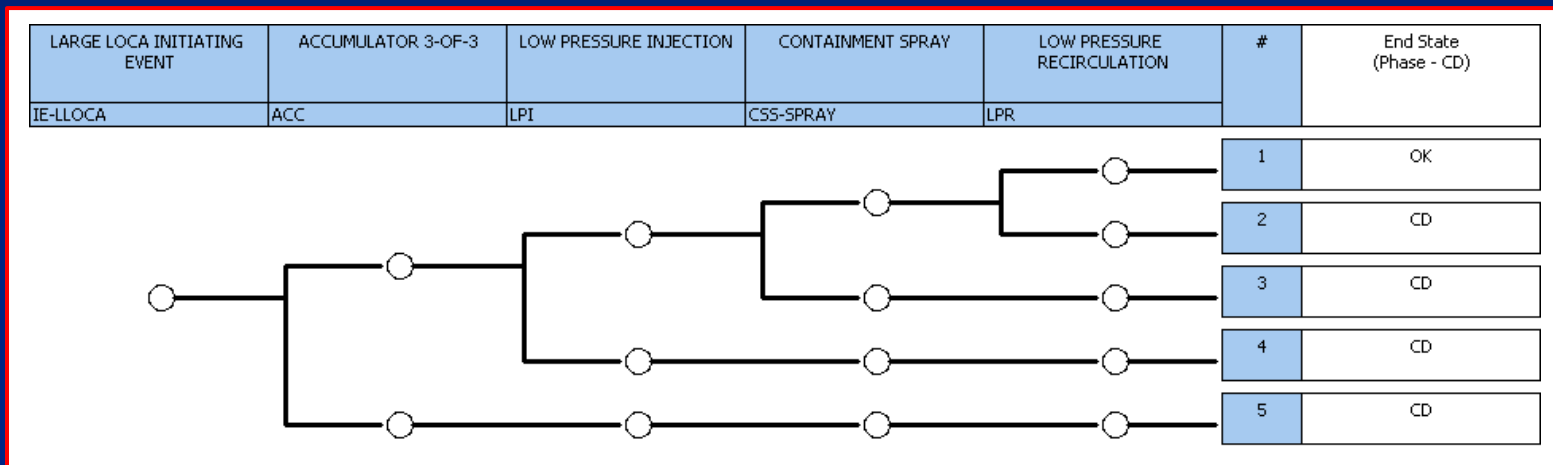 LARGE LOCA INITIATING
EVENT
ACCUMULATOR 3-OF-3
LOW PRESSURE INJECTION
CONTAINMENT SPRAY
LOW PRESSURE
RECIRCULATION
#
End State
(Phase - CD)
IE-LLOCA
ACC
LPI
CSS-SPRAY
LPR
1
OK
2
CD
3
CD
4
CD
5
CD